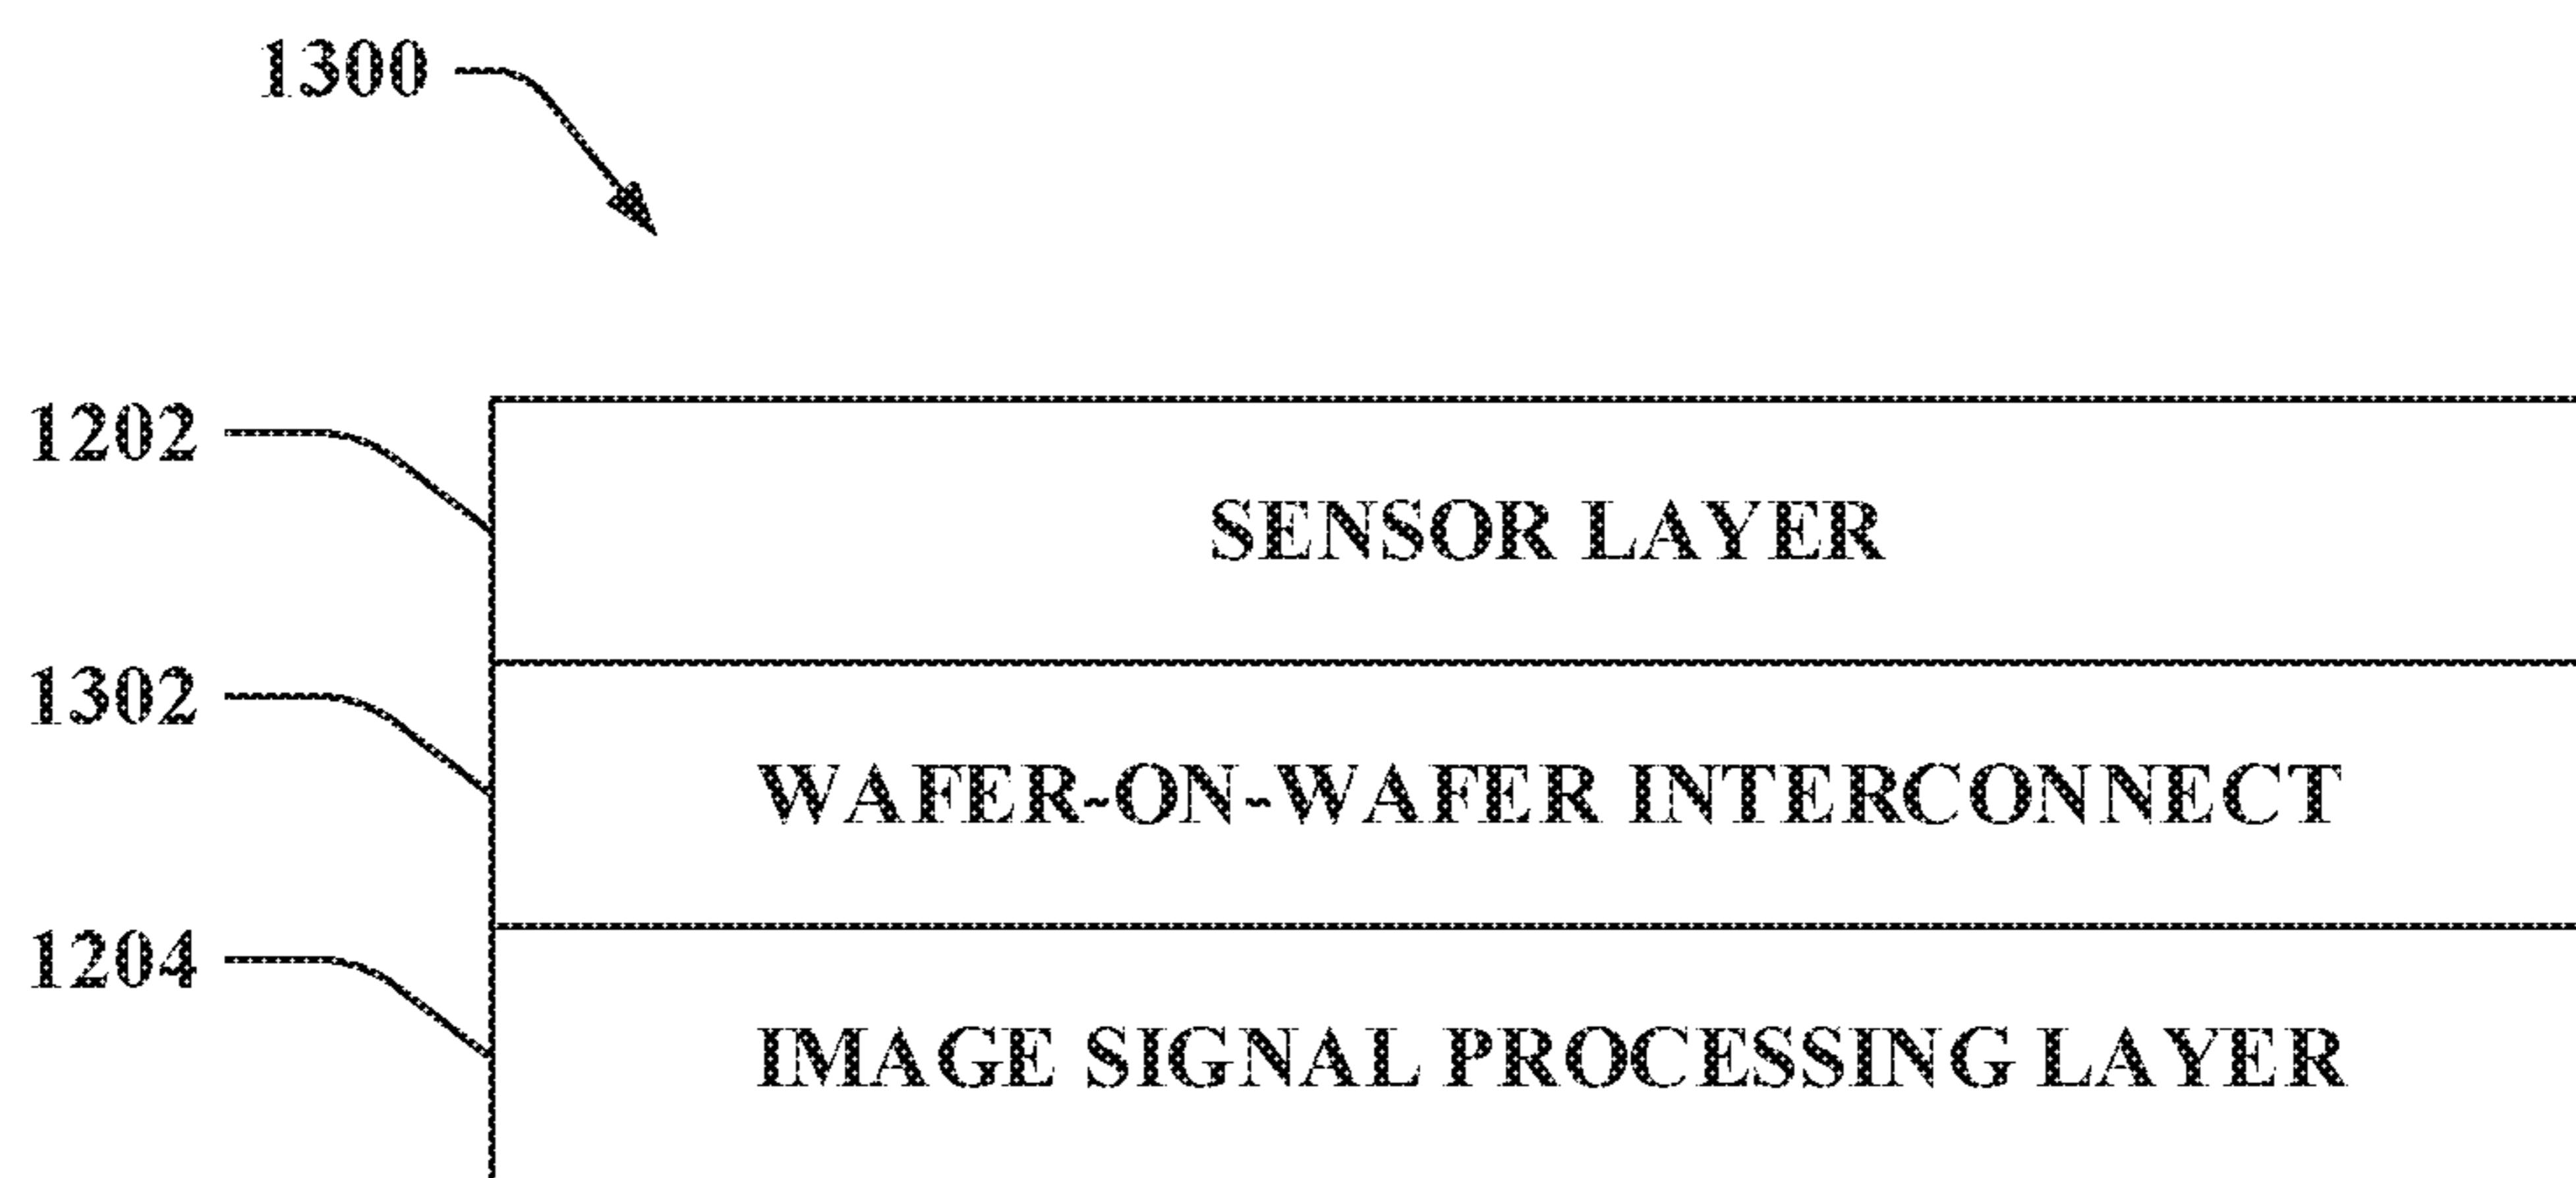 1300
1202
SENSOR LAYER
1302
WAFER-ON-WAFER INTERCONNECT
1204
IMAGE SIGNAL PROCESSING LAYER